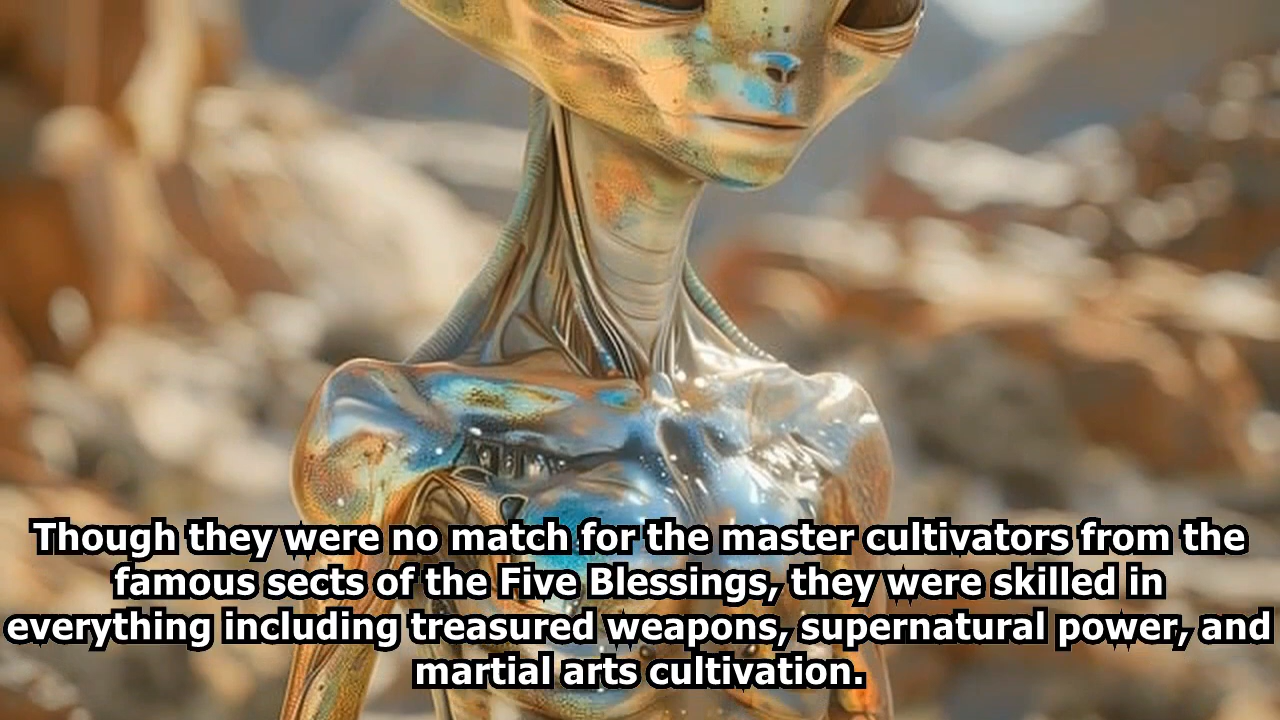 Though they were no match for the master cultivators from the
famous sects of the Five Blessings, they were skilled in
everything including treasured weapons, supernatural power, and
martial arts cultivation.